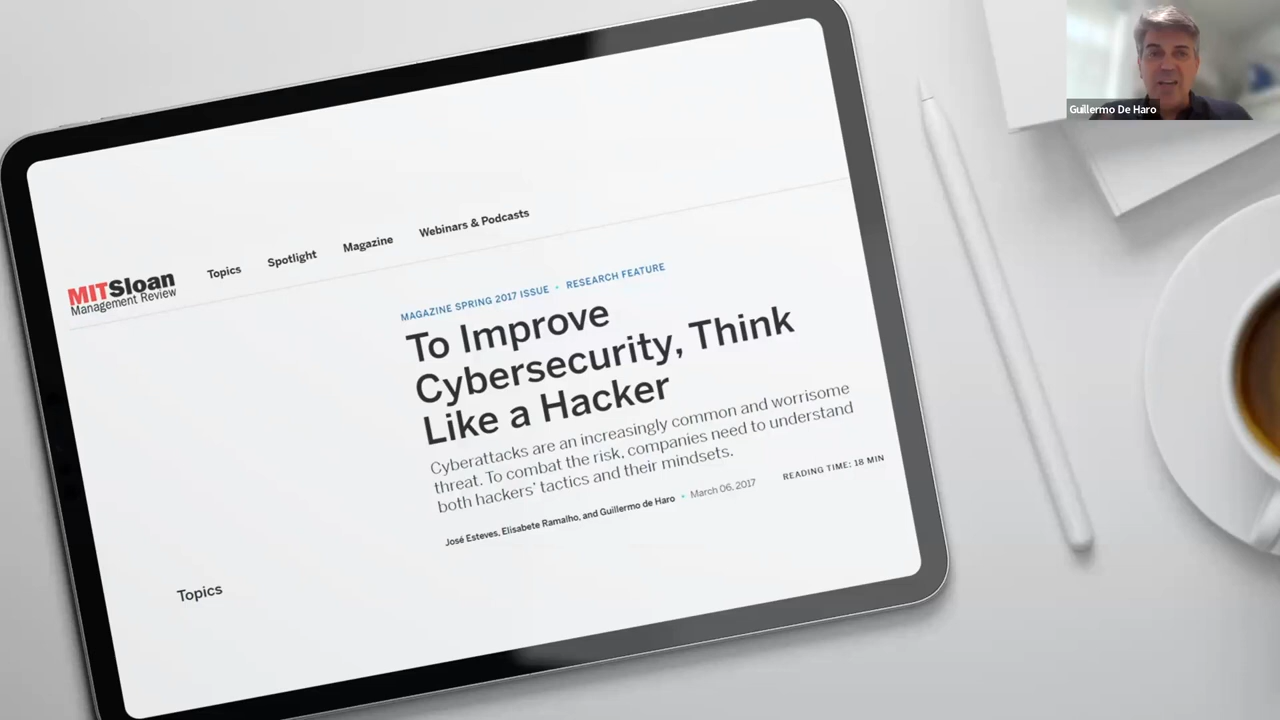 Guillermo De Haro
MITSloan
Management Review
Topics
Spotlight
Magazine
Webinars & Podcasts
MAGAZINE SPRING 2017 ISSUE • RESEARCH FEATURE
To Improve
Cybersecurity, Think
Like a Hacker
Cyberattacks are an increasingly common and worrisome
threat. To combat the risk, companies need to understand
both hackers' tactics and their mindsets.
José Esteves, Elisabete Ramalho, and Guillermo de Haro • March 06, 2017
READING TIME: 18 MIN
Topics